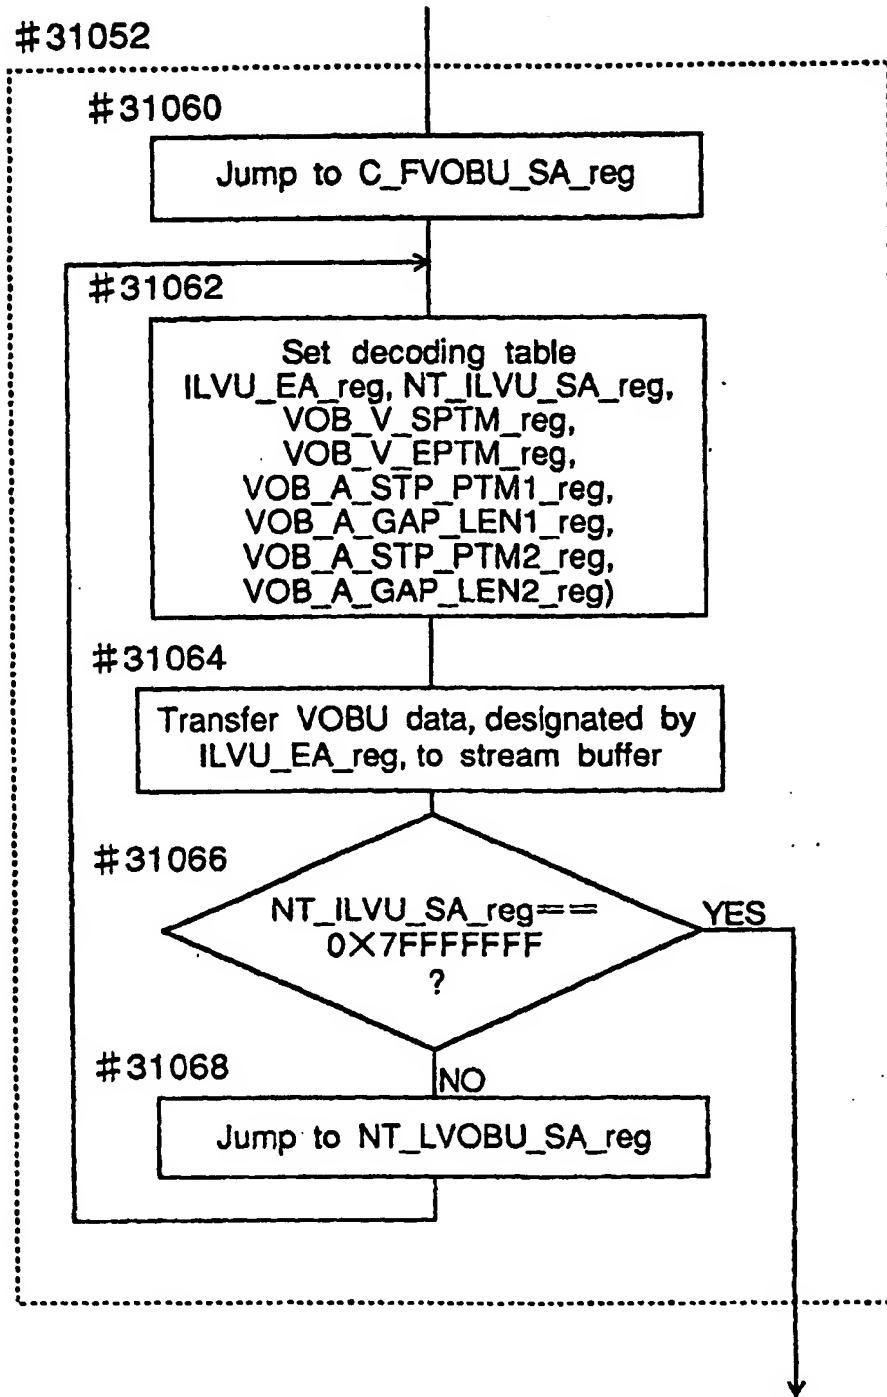 #31052
#31060
Jump to C_FVOBU_SA_reg
#31062
Set decoding table
ILVU_EA_reg, NT_ILVU_SA_reg,
VOB_V_SPTM_reg,
VOB_V_EPTM_reg,
VOB_A_STP_PTM1_reg,
VOB_A_GAP_LEN1_reg,
VOB_A_STP_PTM2_reg,
VOB_A_GAP_LEN2_reg)
#31064
Transfer VOBU data, designated by
ILVU_EA_reg, to stream buffer
#31066
NT_ILVU_SA_reg==
0X7FFFFFFF
?
YES
#31068
NO
Jump to NT_LVOBU_SA_reg